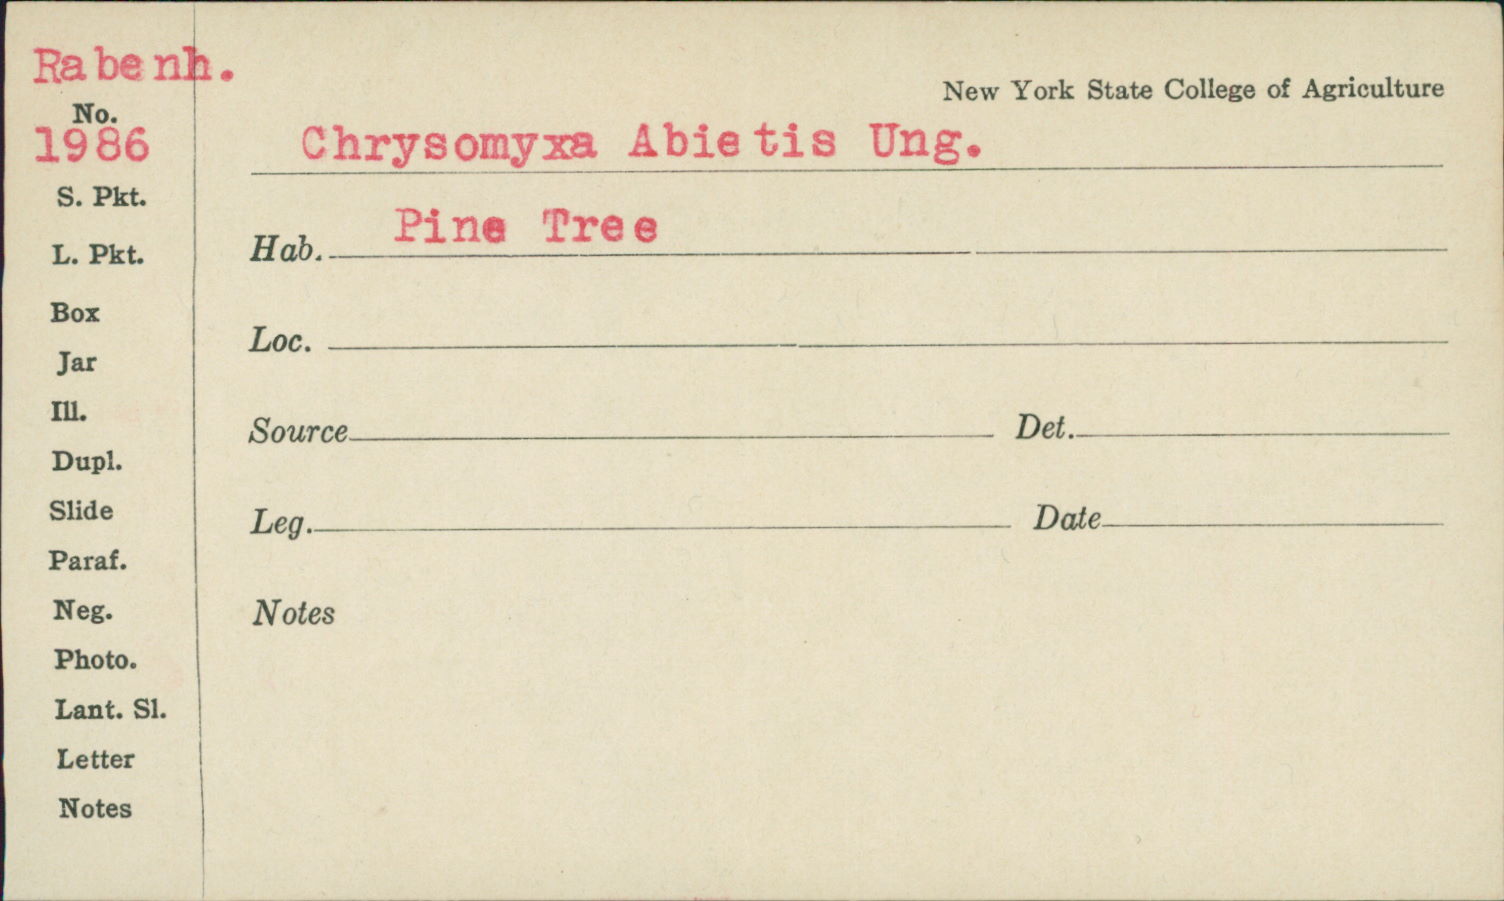 Rabenh.
No.
1986
New York State College of Agriculture
Chrysomyxa Abietis Ung.
S. Pkt.
Hab. Pine Tree
L. Pkt.
Box
Loc.
Jar
Ill.
Source Det.
Dupl.
Slide
Leg. Date
Paraf.
Neg.
Notes
Photo.
Lant. Sl.
Letter
Notes